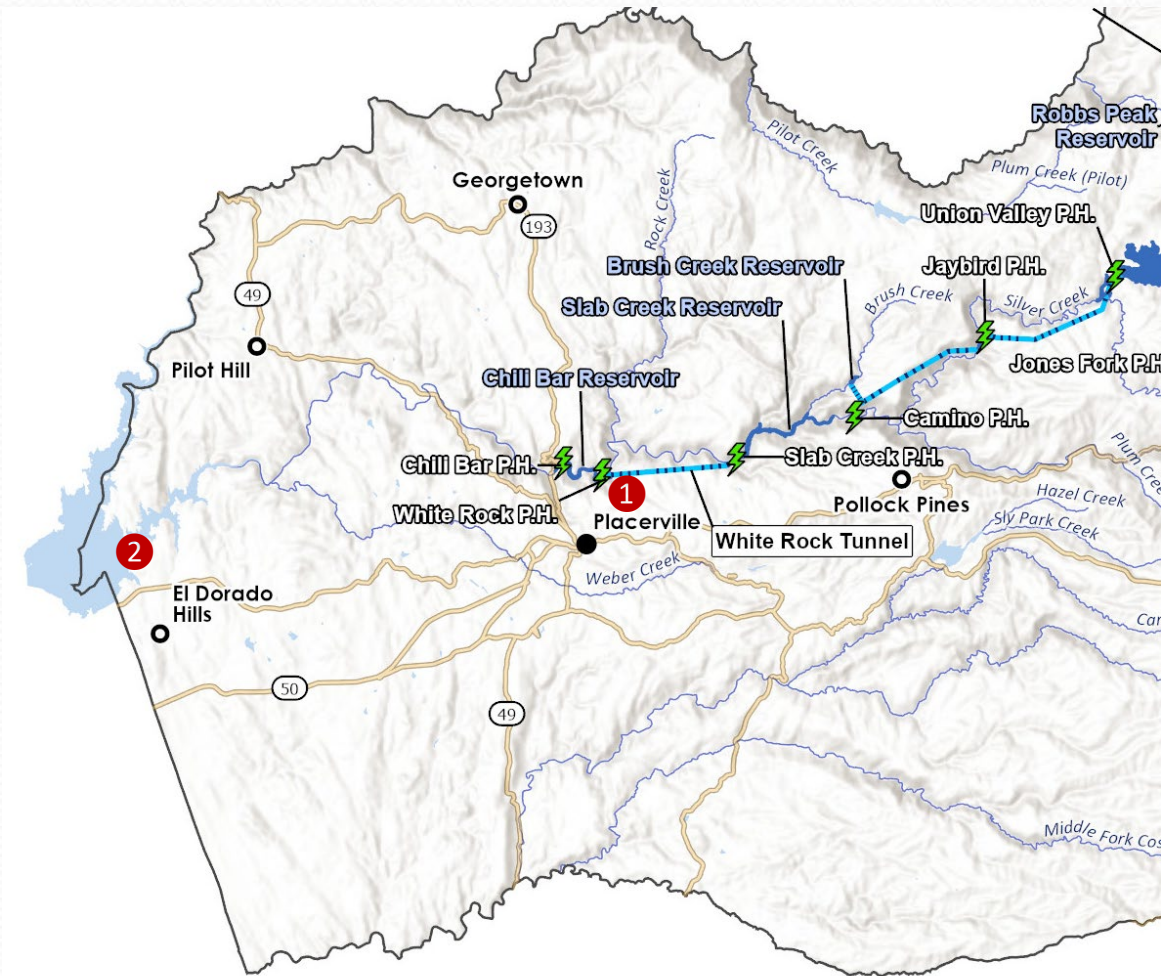 Robbs Peak
Reservoir
Pilot Creek
Plum Creek (Pilot)
Georgetown
193
Rock Creek
Union Valley P.H.
Brush Creek Reservoir
Jaybird P.H.
Brush Creek
Silver Creek
49
Slab Creek Reservoir
Pilot Hill
Jones Fork P.H
Chili Bar Reservoir
Camino P.H.
Chili Bar P.H.
Slab Creek P.H.
Plum Creek
1
White Rock P.H.
Pollock Pines
Hazel Creek
Placerville
Sly Park Creek
White Rock Tunnel
2
Weber Creek
El Dorado
Hills
Car
50
49
Middle Fork Cos